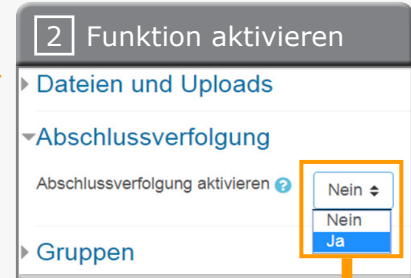 2 Funktion aktivieren
Dateien und Uploads
Abschlussverfolgung
Abschlussverfolgung aktivieren ? Nein
Nein
Ja
Gruppen